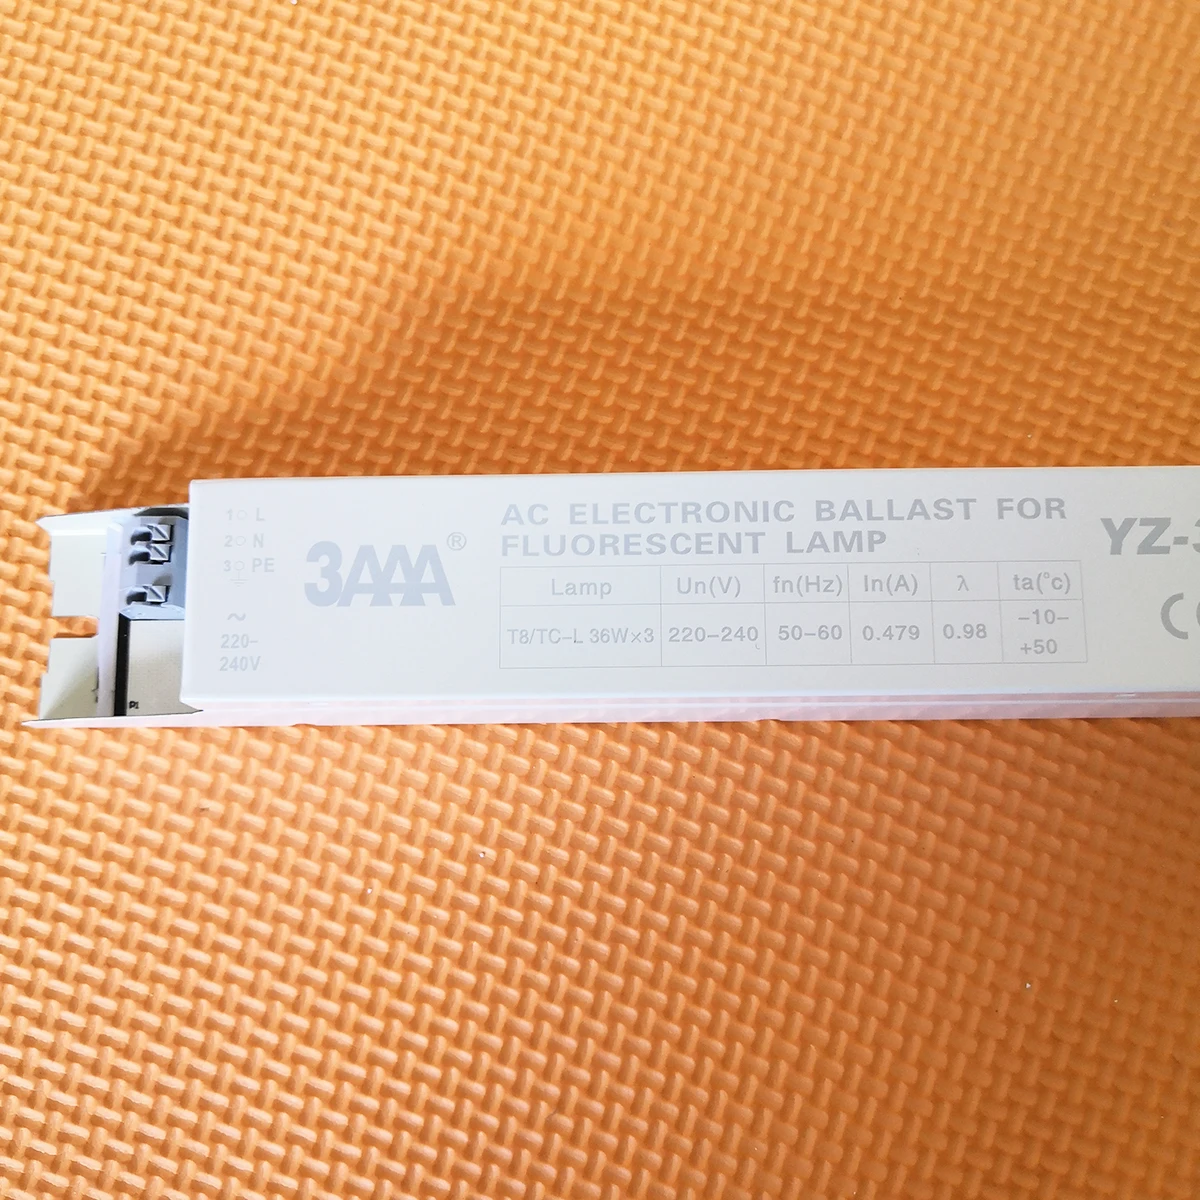 1 L
2 N
3 PE
~
220-
240V
3AAA®
AC ELECTRONIC BALLAST FOR
FLUORESCENT LAMP
Lamp Un(V) fn(Hz) In(A) λ ta(°c)
T8/TC-L 36W×3 220-240 50-60 0.479 0.98 -10-
+50
YZ-3
C
P1